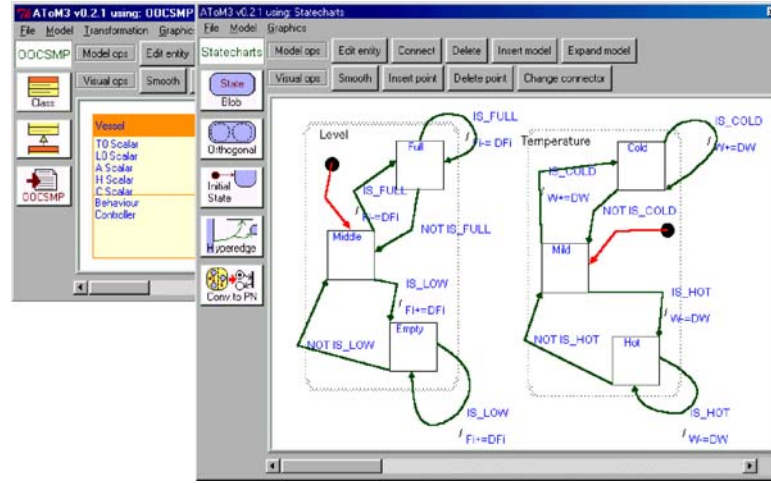 AToM3 v0.2.1 using: OOCSMP
File Model Transformation Graphics
OOCSMP Model ops Edit entity
Visual ops Smooth
Class
OOCSMP
Vessel
T0 Scalar
L0 Scalar
A Scalar
H Scalar
C Scalar
Behaviour
Controller
AToM3 v0.2.1 using: Statecharts
File Model Graphics
Statecharts Model ops Edit entity Connect Delete Insert model Expand model
Visual ops Smooth Insert point Delete point Change connector
State
Blob
Orthogonal
Initial
State
Hyperedge
Conv.to PN
Level
IS_FULL
/ Fi-=DFi
Full
IS_FULL
/ Fi-=DFi
NOT IS_FULL
Middle
IS_LOW
/ Fi+=DFi
NOT IS_LOW
Empty
IS_LOW
/ Fi+=DFi
Temperature
IS_COLD
/ W+=DW
Cold
IS_COLD
/ W+=DW
NOT IS_COLD
Mild
IS_HOT
/ W-=DW
NOT IS_HOT
Hot
IS_HOT
/ W-=DW